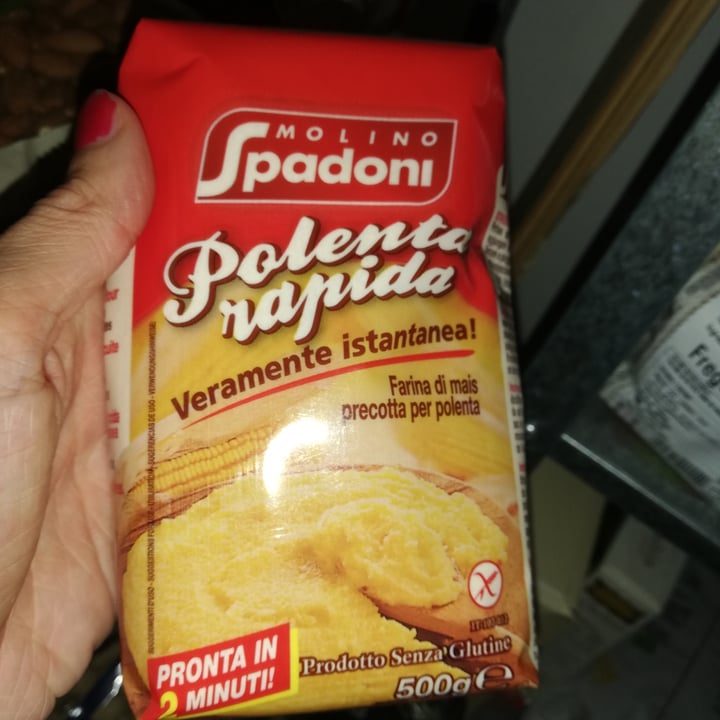 MOLINO
Spadoni
Polenta
rapida
Veramente istantanea!
Farina di mais
precotta per polenta
PRONTA IN
2 MINUTI!
Prodotto Senza Glutine
500g e